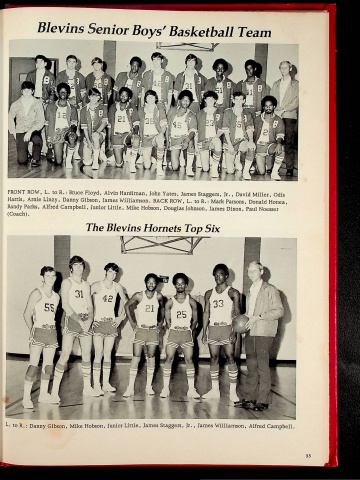 Blevins Senior Boys' Basketball Team
FRONT ROW, L. to R.: Bruce Floyd, Alvin Hardiman, John Yates, James Staggers, Jr., David Miller, Odis
Harris, Arnie Linzy, Danny Gibson, James Williamson. BACK ROW, L. to R.: Mark Parsons, Donald Honea,
Randy Parks, Alfred Campbell, Junior Little, Mike Hobson, Douglas Johnson, James Dixon, Paul Nousser
(Coach).
The Blevins Hornets Top Six
55 31 42 21 25 33
L. to R.: Danny Gibson, Mike Hobson, Junior Little, James Staggers, Jr., James Williamson, Alfred Campbell.